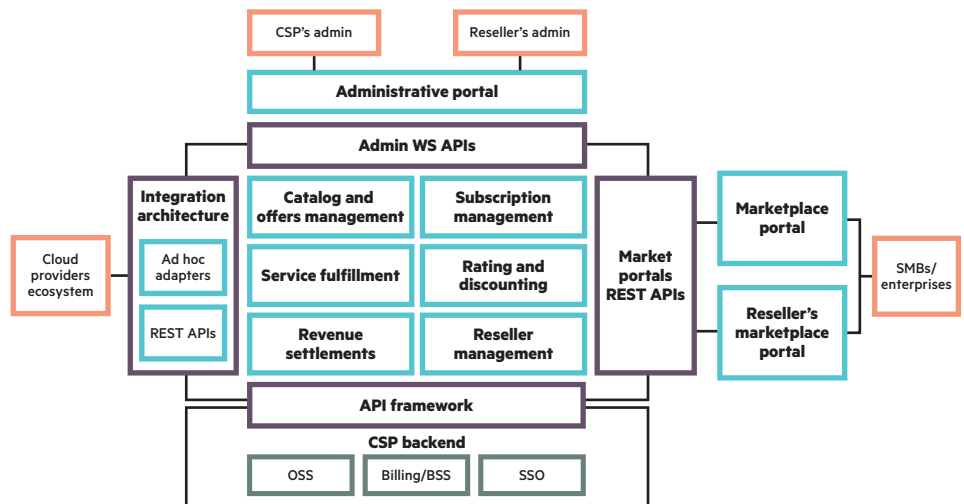 CSP's admin
Reseller's admin
Administrative portal
Admin WS APIs
Integration
architecture
Ad hoc
adapters
REST APIs
Cloud
providers
ecosystem
Catalog and
offers management
Subscription
management
Service fulfillment
Rating and
discounting
Revenue
settlements
Reseller
management
Market
portals
REST APIs
Marketplace
portal
Reseller's
marketplace
portal
SMBs/
enterprises
API framework
CSP backend
OSS
Billing/BSS
SSO